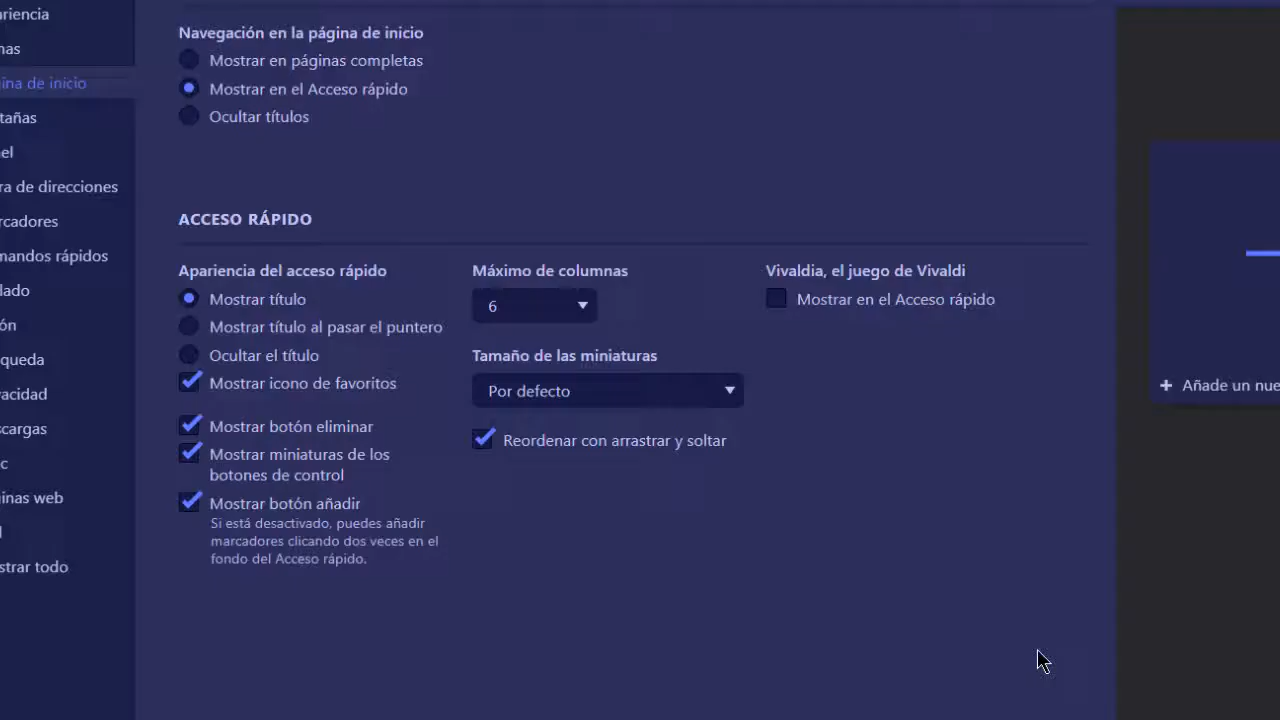 ariencia
nas
ina de inicio
tañas
el
ra de direcciones
rcadores
mandos rápidos
lado
ón
queda
acidad
scargas
c
inas web
l
strar todo
Navegación en la página de inicio
Mostrar en páginas completas
Mostrar en el Acceso rápido
Ocultar títulos
ACCESO RÁPIDO
Apariencia del acceso rápido
Mostrar título
Mostrar título al pasar el puntero
Ocultar el título
Mostrar icono de favoritos
Mostrar botón eliminar
Mostrar miniaturas de los
botones de control
Mostrar botón añadir
Si está desactivado, puedes añadir
marcadores clicando dos veces en el
fondo del Acceso rápido.
Máximo de columnas
6
Tamaño de las miniaturas
Por defecto
Reordenar con arrastrar y soltar
Vivaldia, el juego de Vivaldi
Mostrar en el Acceso rápido
+ Añade un nue